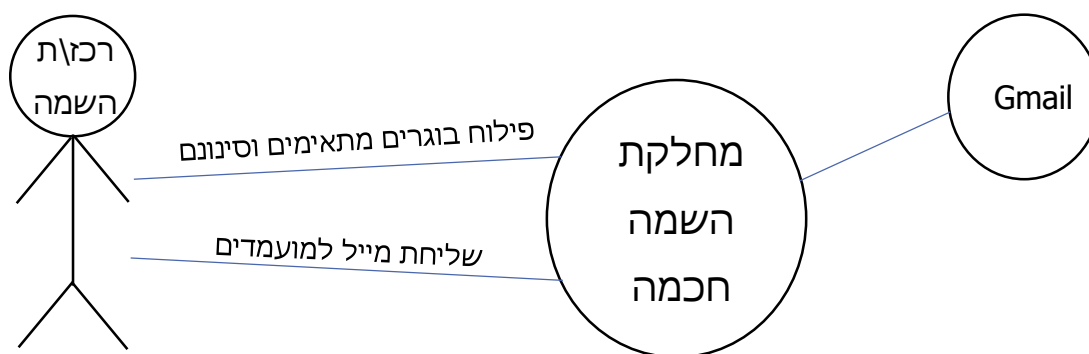 רכז\ת
השמה
פילוח בוגרים מתאימים וסינונם
שליחת מייל למועמדים
מחלקת
השמה
חכמה
Gmail